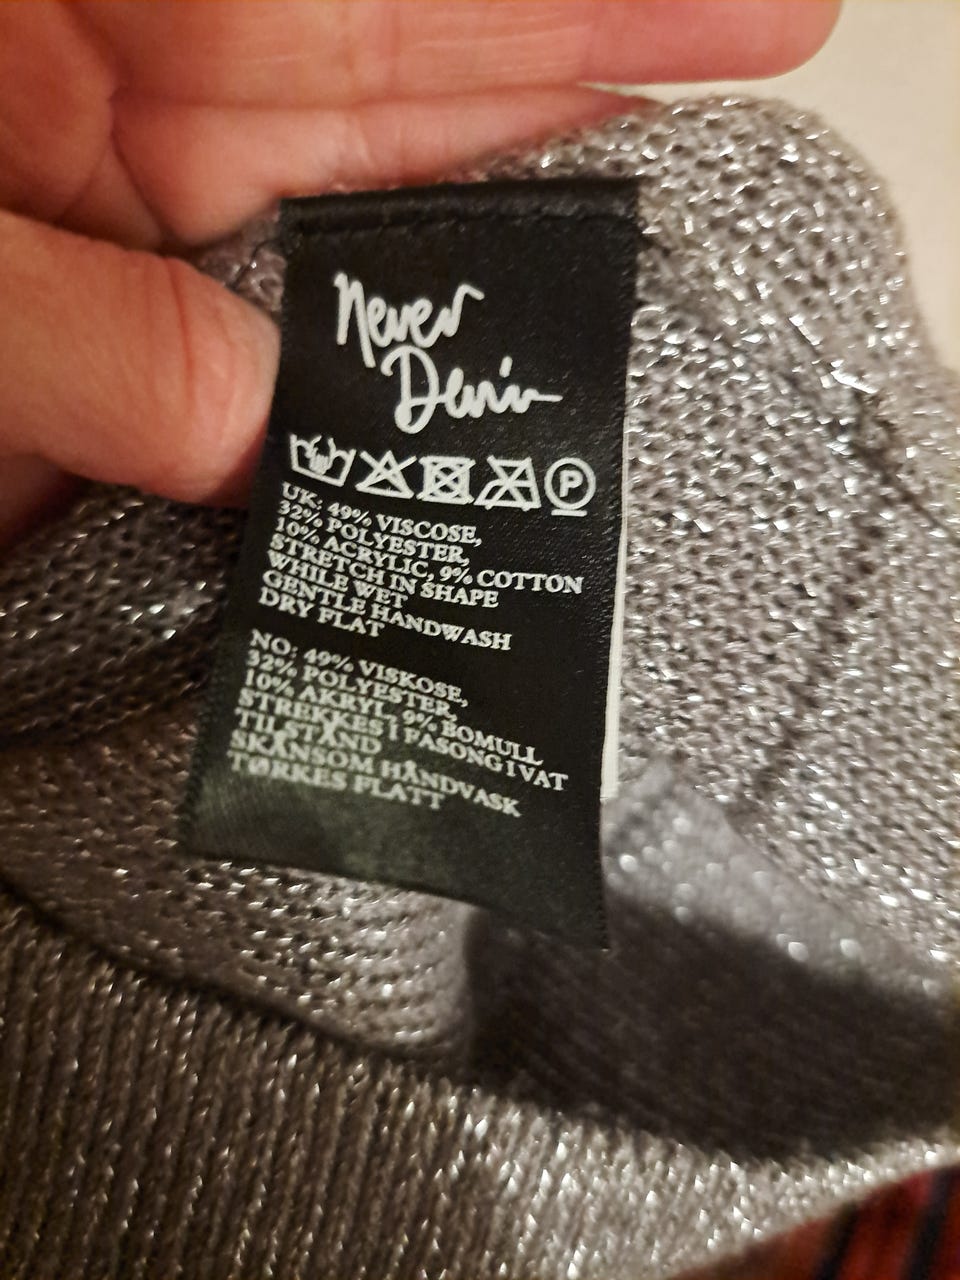 Never
Denim
P
UK: 49% VISCOSE,
32% POLYESTER,
10% ACRYLIC, 9% COTTON
STRETCH IN SHAPE
WHILE WET
GENTLE HANDWASH
DRY FLAT
NO: 49% VISKOSE,
32% POLYESTER,
10% AKRYL, 9% BOMULL
STREKKES I FASONG I VÅT
TILSTAND
SKÅNSOM HÅNDVASK
TØRKES FLATT